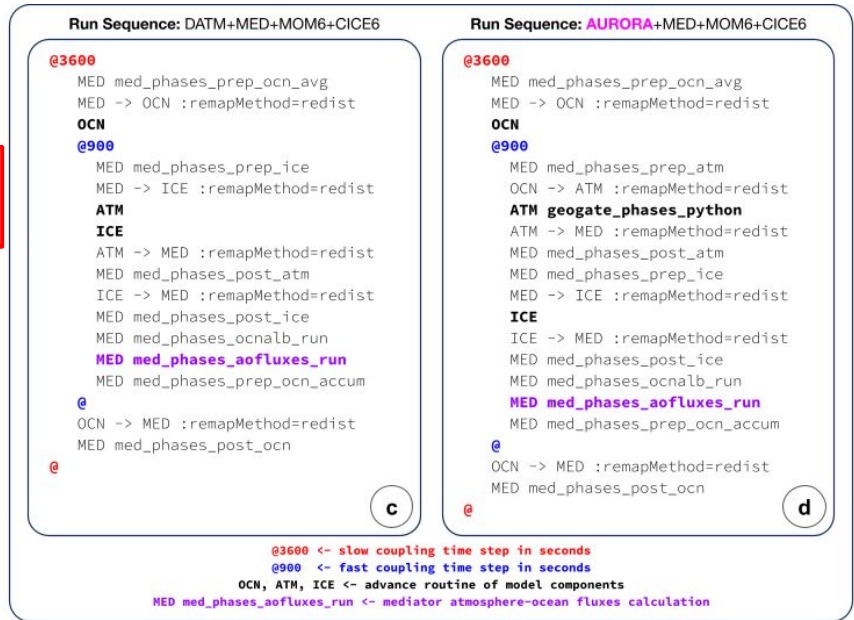 Run Sequence: DATM+MED+MOM6+CICE6
@3600
MED med_phases_prep_ocn_avg
MED -> OCN :remapMethod=redist
OCN
@900
MED med_phases_prep_ice
MED -> ICE :remapMethod=redist
ATM
ICE
ATM -> MED :remapMethod=redist
MED med_phases_post_atm
ICE -> MED :remapMethod=redist
MED med_phases_post_ice
MED med_phases_ocnalb_run
MED med_phases_aofluxes_run
MED med_phases_prep_ocn_accum
@
OCN -> MED :remapMethod=redist
MED med_phases_post_ocn
@
c
Run Sequence: AURORA+MED+MOM6+CICE6
@3600
MED med_phases_prep_ocn_avg
MED -> OCN :remapMethod=redist
OCN
@900
MED med_phases_prep_atm
OCN -> ATM :remapMethod=redist
ATM geogate_phases_python
ATM -> MED :remapMethod=redist
MED med_phases_post_atm
MED med_phases_prep_ice
MED -> ICE :remapMethod=redist
ICE
ICE -> MED :remapMethod=redist
MED med_phases_post_ice
MED med_phases_ocnalb_run
MED med_phases_aofluxes_run
MED med_phases_prep_ocn_accum
@
OCN -> MED :remapMethod=redist
MED med_phases_post_ocn
@
d
@3600 <- slow coupling time step in seconds
@900 <- fast coupling time step in seconds
OCN, ATM, ICE <- advance routine of model components
MED med_phases_aofluxes_run <- mediator atmosphere-ocean fluxes calculation